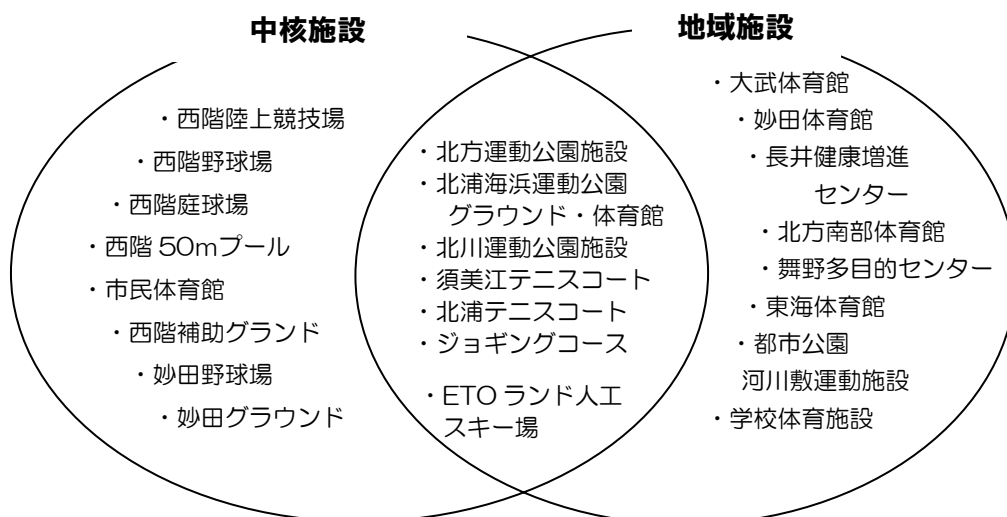 中核施設
地域施設
・西階陸上競技場
・西階野球場
・西階庭球場
・西階 50mプール
・市民体育館
・西階補助グランド
・妙田野球場
・妙田グラウンド
・北方運動公園施設
・北浦海浜運動公園
グラウンド・体育館
・北川運動公園施設
・須美江テニスコート
・北浦テニスコート
・ジョギングコース
・ETO ランド人工
スキー場
・大武体育館
・妙田体育館
・長井健康増進
センター
・北方南部体育館
・舞野多目的センター
・東海体育館
・都市公園
河川敷運動施設
・学校体育施設